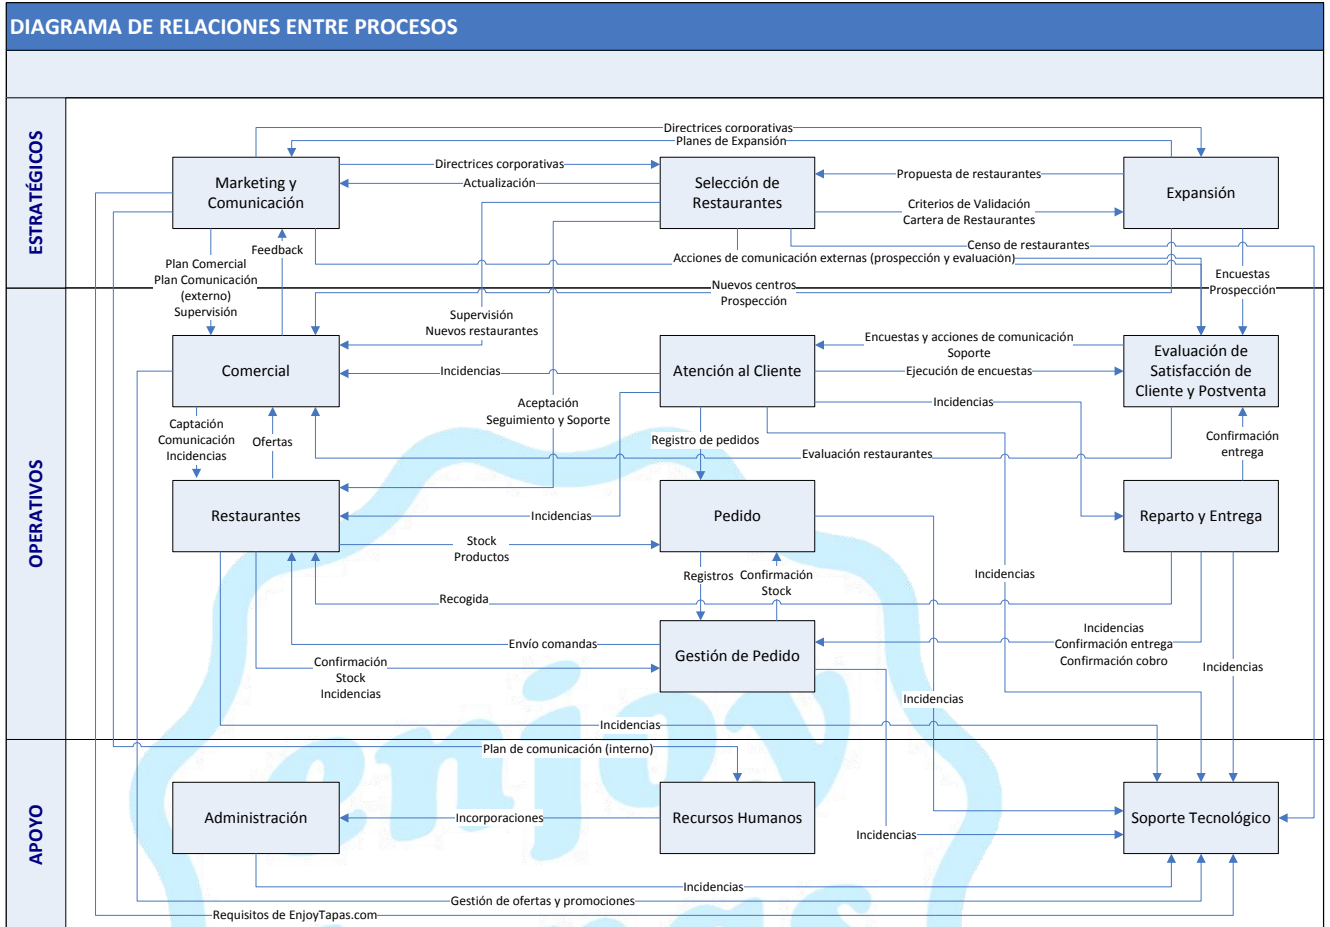 DIAGRAMA DE RELACIONES ENTRE PROCESOS
ESTRATÉGICOS
Directrices corporativas
Planes de Expansión
Marketing y
Comunicación
Directrices corporativas
Actualización
Selección de
Restaurantes
Propuesta de restaurantes
Criterios de Validación
Cartera de Restaurantes
Expansión
Feedback
Plan Comercial
Plan Comunicación
(externo)
Supervisión
Censo de restaurantes
Acciones de comunicación externas (prospección y evaluación)
Encuestas
Prospección
Nuevos centros
Prospección
OPERATIVOS
Supervisión
Nuevos restaurantes
Comercial
Incidencias
Atención al Cliente
Encuestas y acciones de comunicación
Soporte
Ejecución de encuestas
Evaluación de
Satisfacción de
Cliente y Postventa
Aceptación
Seguimiento y Soporte
Incidencias
Captación
Comunicación
Incidencias
Ofertas
Registro de pedidos
Evaluación restaurantes
Confirmación
entrega
Restaurantes
Incidencias
Pedido
Reparto y Entrega
Stock
Productos
Registros
Confirmación
Stock
Incidencias
Recogida
Envío comandas
Gestión de Pedido
Incidencias
Confirmación entrega
Confirmación cobro
Confirmación
Stock
Incidencias
Incidencias
Incidencias
Incidencias
enjoy
APOYO
Plan de comunicación (interno)
Administración
Incorporaciones
Recursos Humanos
Incidencias
Soporte Tecnológico
Incidencias
Gestión de ofertas y promociones
Requisitos de EnjoyTapas.com